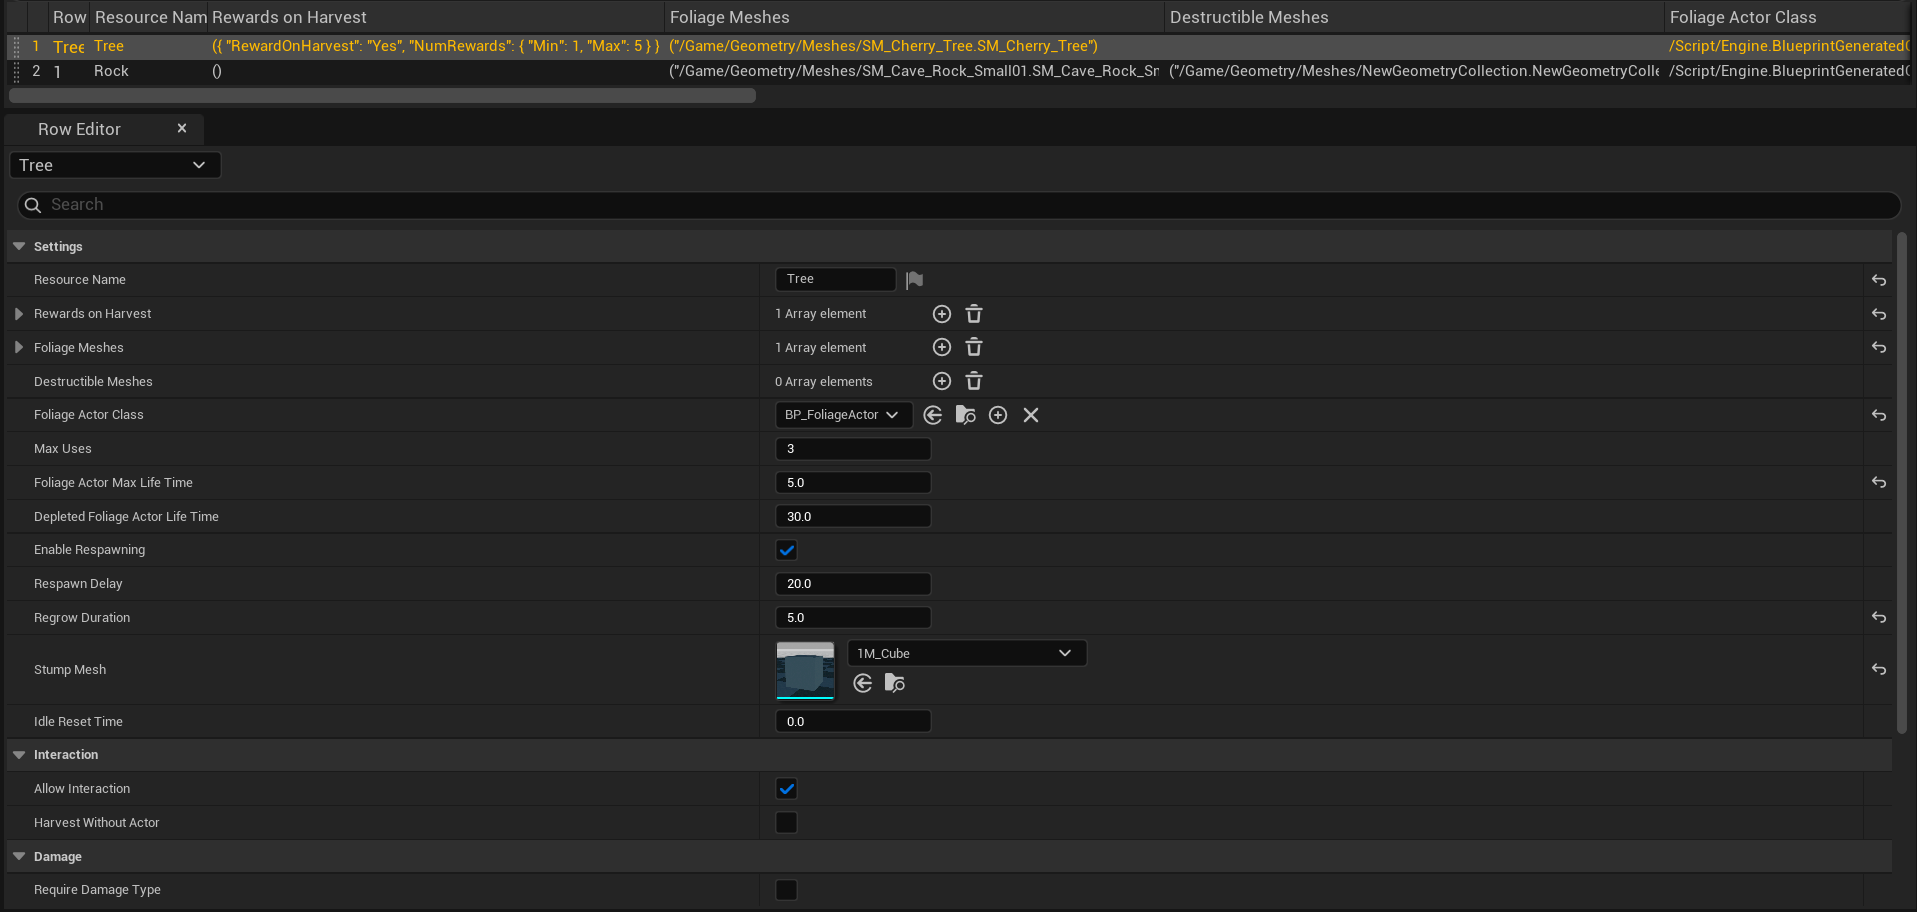 Row Resource Nam Rewards on Harvest Foliage Meshes Destructible Meshes Foliage Actor Class
1 Tree Tree ({ "RewardOnHarvest": "Yes", "NumRewards": { "Min": 1, "Max": 5 } } ("/Game/Geometry/Meshes/SM_Cherry_Tree.SM_Cherry_Tree") /Script/Engine.BlueprintGenerated
2 1 Rock () ("/Game/Geometry/Meshes/SM_Cave_Rock_Small01.SM_Cave_Rock_Sm ("/Game/Geometry/Meshes/NewGeometryCollection.NewGeometryColle /Script/Engine.BlueprintGenerated
Row Editor
Tree
Search
Settings
Resource Name Tree
Rewards on Harvest 1 Array element
Foliage Meshes 1 Array element
Destructible Meshes 0 Array elements
Foliage Actor Class BP_FoliageActor
Max Uses 3
Foliage Actor Max Life Time 5.0
Depleted Foliage Actor Life Time 30.0
Enable Respawning
Respawn Delay 20.0
Regrow Duration 5.0
Stump Mesh 1M_Cube
Idle Reset Time 0.0
Interaction
Allow Interaction
Harvest Without Actor
Damage
Require Damage Type